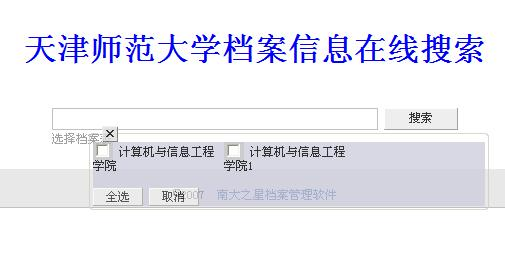 天津师范大学档案信息在线搜索
搜索
选择档案
✕
计算机与信息工程
学院
计算机与信息工程
学院1
全选 取消 2007 南大之星档案管理软件